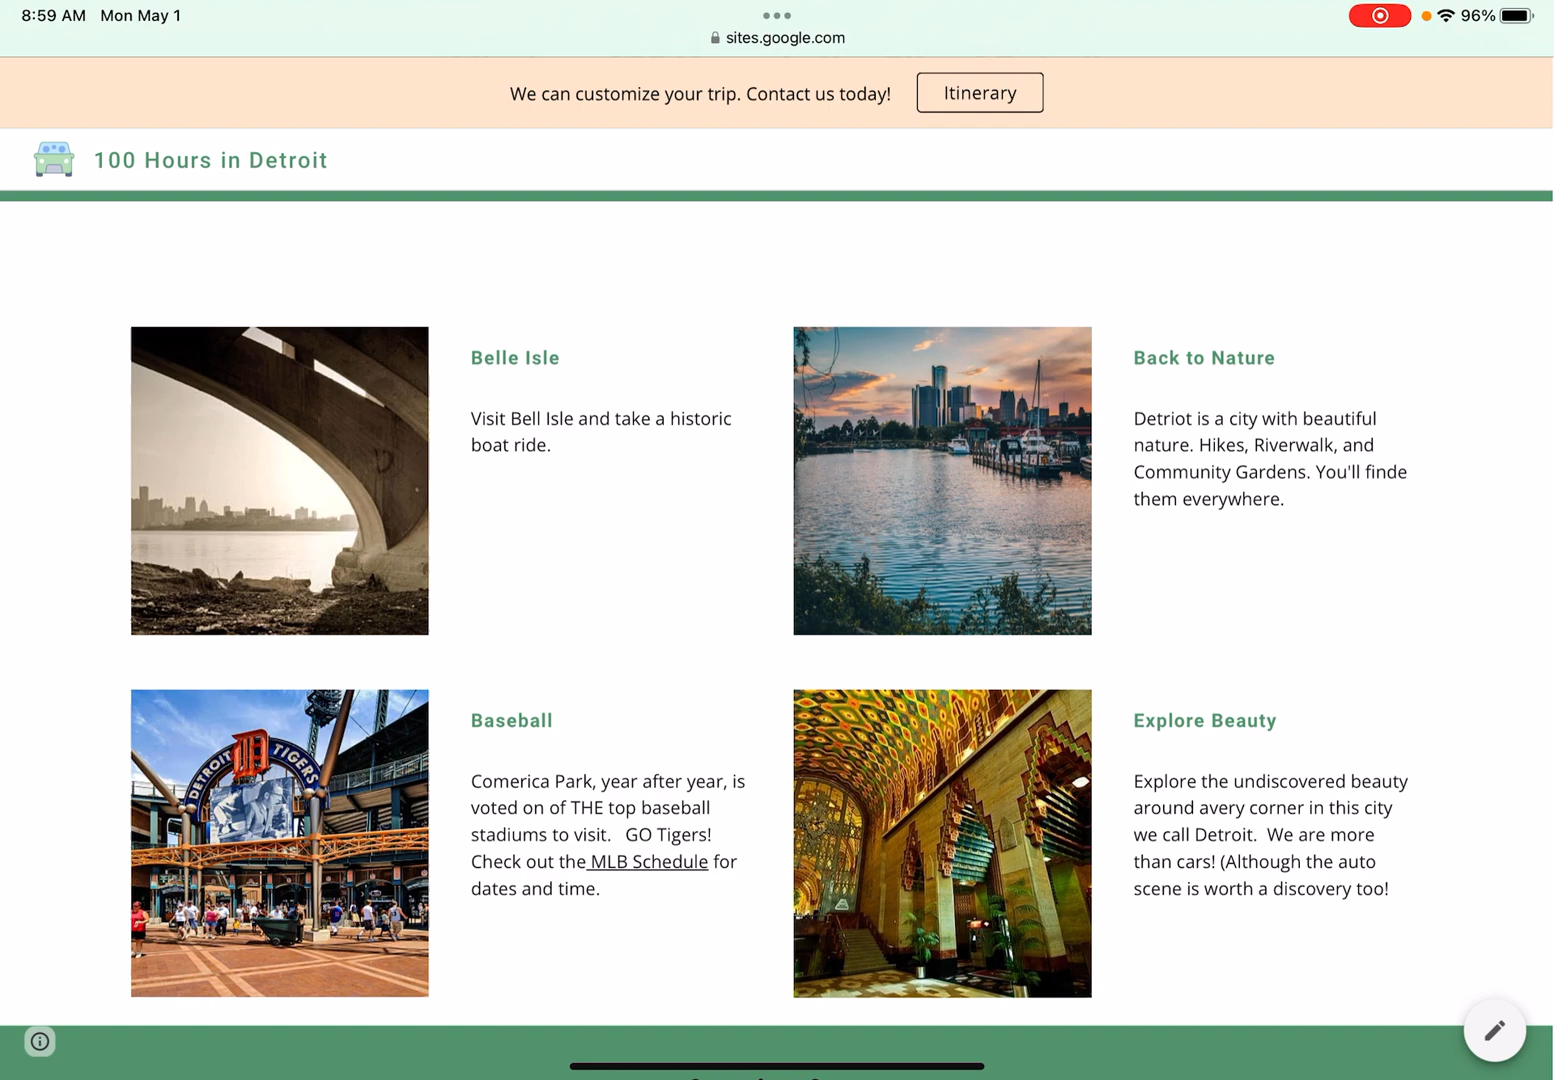 8:59 AM Mon May 1
96%
sites.google.com
We can customize your trip. Contact us today!
Itinerary
100 Hours in Detroit
Belle Isle
Visit Bell Isle and take a historic
boat ride.
Back to Nature
Detriot is a city with beautiful
nature. Hikes, Riverwalk, and
Community Gardens. You'll finde
them everywhere.
DETROIT D TIGERS
Baseball
Comerica Park, year after year, is
voted on of THE top baseball
stadiums to visit. GO Tigers!
Check out the MLB Schedule for
dates and time.
Explore Beauty
Explore the undiscovered beauty
around avery corner in this city
we call Detroit. We are more
than cars! (Although the auto
scene is worth a discovery too!